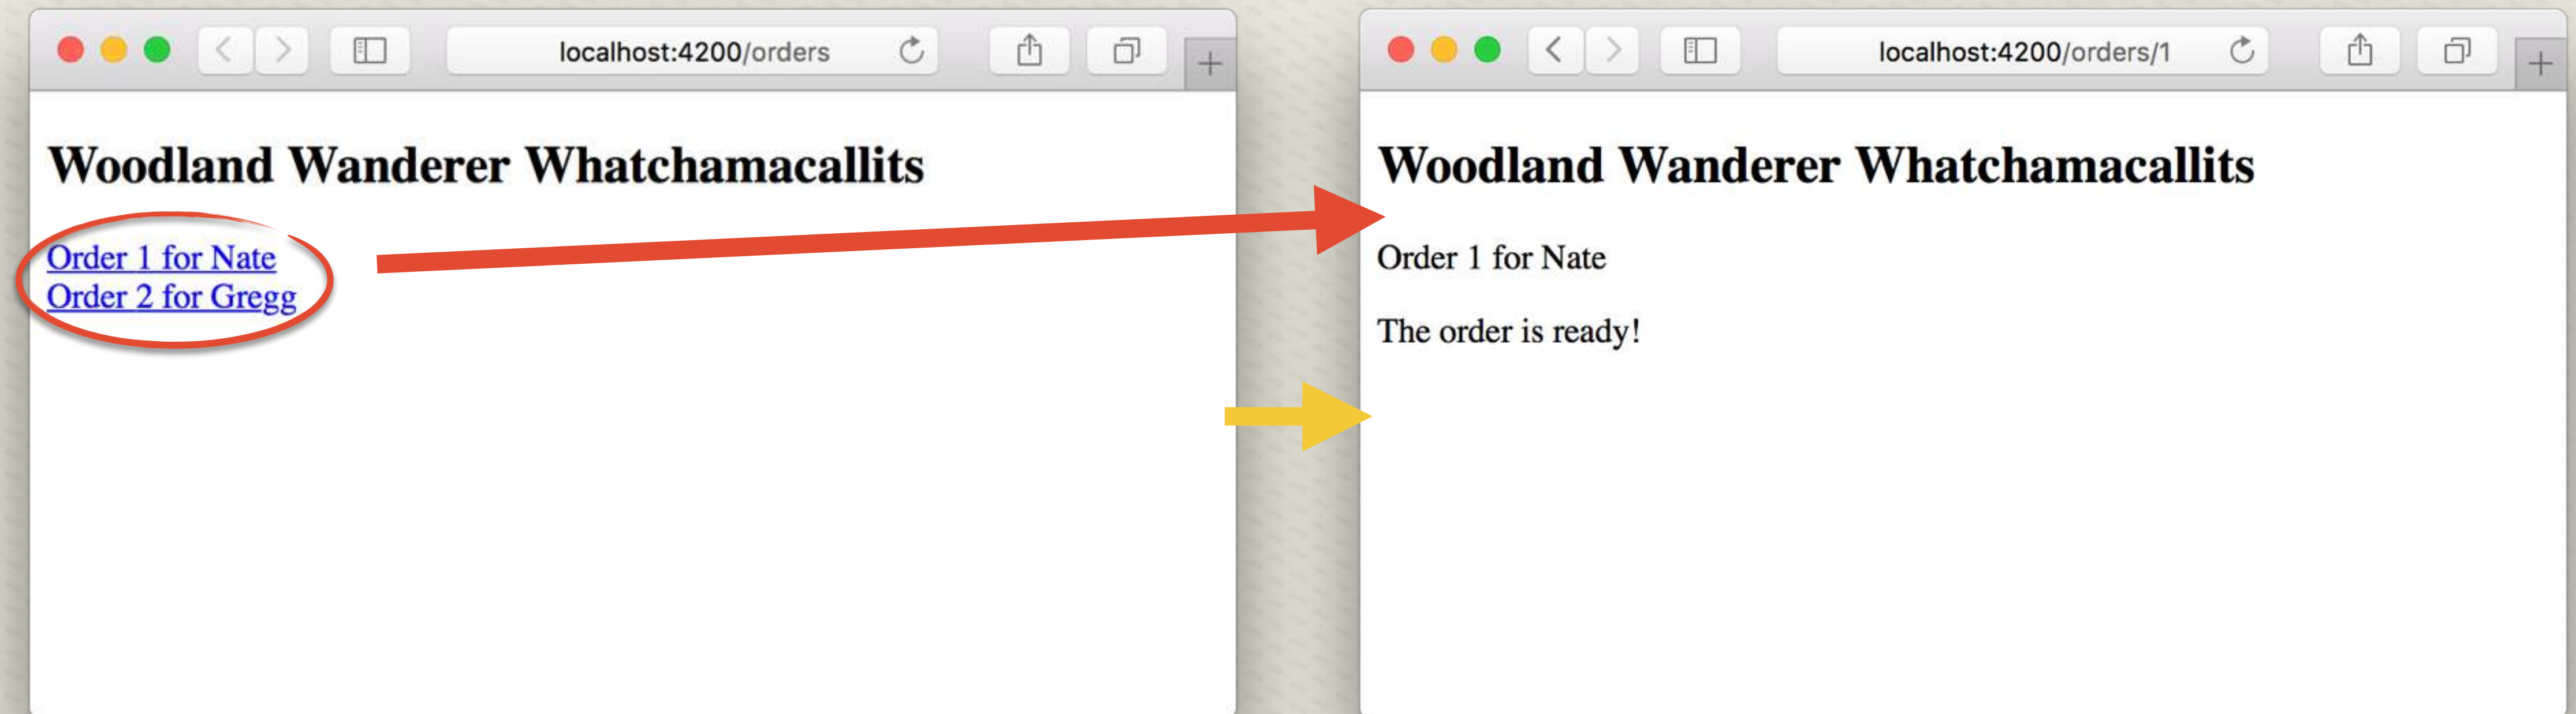 localhost:4200/orders
Woodland Wanderer Whatchamacallits
Order 1 for Nate
Order 2 for Gregg
localhost:4200/orders/1
Woodland Wanderer Whatchamacallits
Order 1 for Nate
The order is ready!